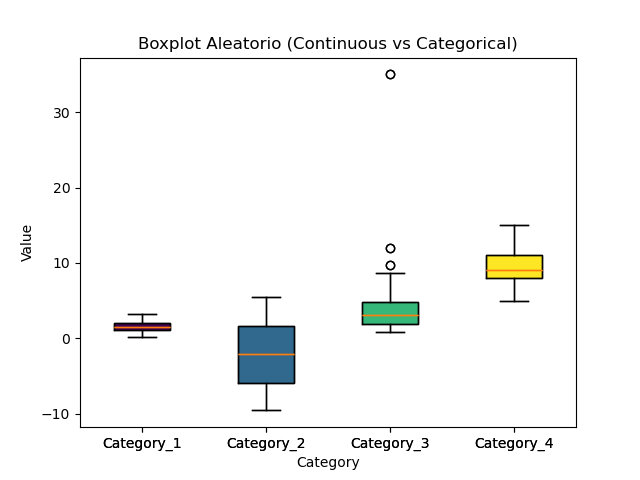 Boxplot Aleatorio (Continuous vs Categorical)
Value
30
20
10
0
−10
Category_1 Category_2 Category_3 Category_4
Category